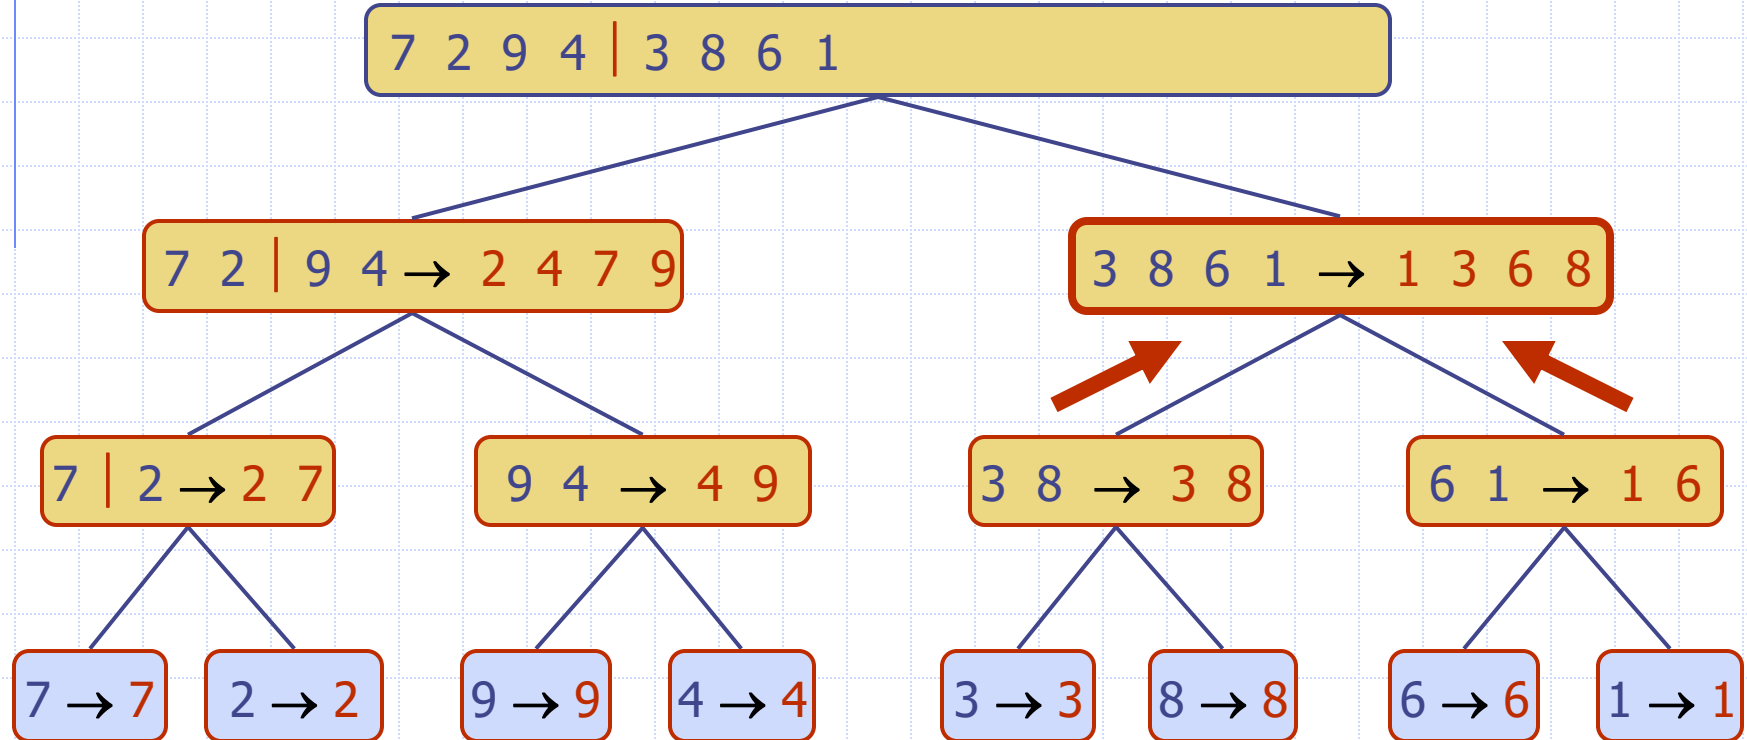 7 2 9 4 | 3 8 6 1
7 2 | 9 4 → 2 4 7 9
3 8 6 1 → 1 3 6 8
7 | 2 → 2 7
9 4 → 4 9
3 8 → 3 8
6 1 → 1 6
7 → 7
2 → 2
9 → 9
4 → 4
3 → 3
8 → 8
6 → 6
1 → 1